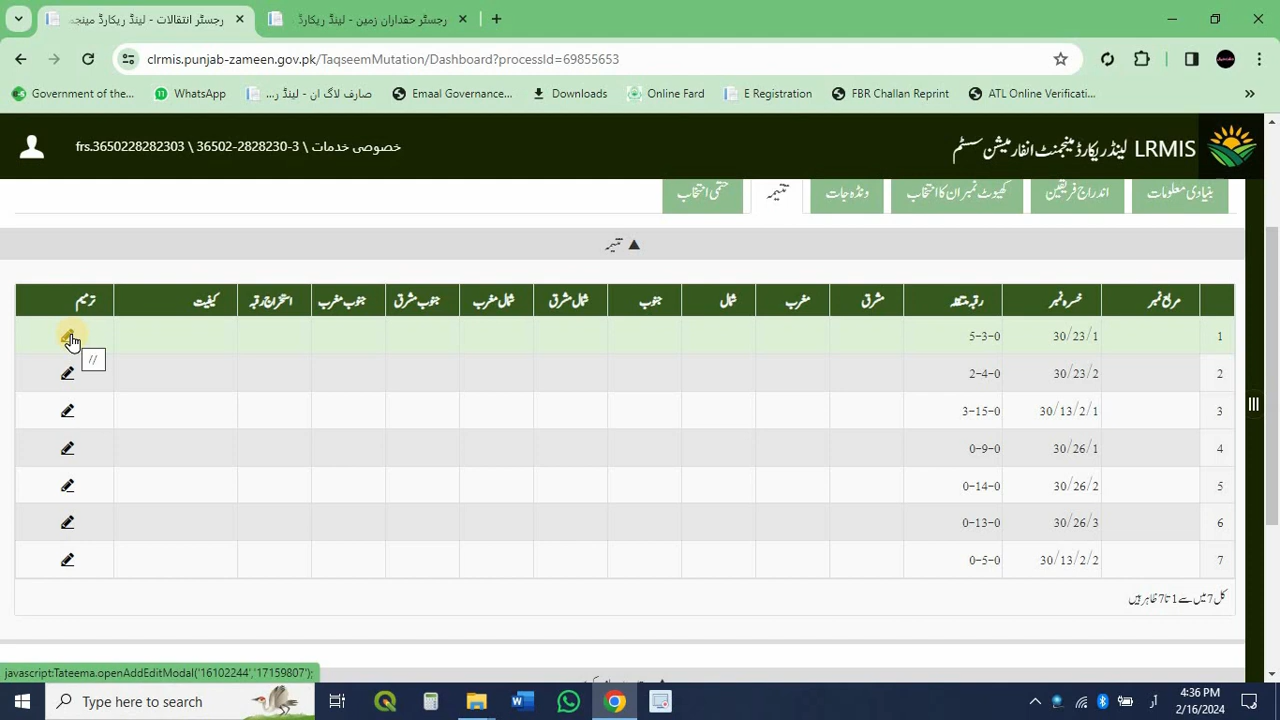 رجسٹر انتقالات - لینڈ ریکارڈ مینجمنـ
رجسٹر حقداران زمین - لینڈ ریکارڈ
clrmis.punjab-zameen.gov.pk/TaqseemMutation/Dashboard?processId=69855653
Government of the... WhatsApp صارف لاگ ان - لینڈ ر... Emaal Governance... Downloads Online Fard E Registration FBR Challan Reprint ATL Online Verificati...
frs.3650228282303 \ 36502-2828230-3 \ خصوصی خدمات
LRMIS لینڈ ریکارڈ مینجمنٹ انفارمیشن سسٹم
بنیادی معلومات اندراج فریقین کھیوٹ نمبران کا انتخاب ونڈہ جات تتیمہ حتمی انتخاب
تتیمہ
مربع نمبر خسرہ نمبر رقبہ منتقلہ مشرق مغرب شمال جنوب شمال مشرق شمال مغرب جنوب مشرق جنوب مغرب استخراج رقبہ کیفیت ترمیم
1 30/23/1 5-3-0
//
2 30/23/2 2-4-0
3 30/13/2/1 3-15-0
4 30/26/1 0-9-0
5 30/26/2 0-14-0
6 30/26/3 0-13-0
7 30/13/2/2 0-5-0
کل 7 میں سے 1 تا 7 ظاہر ہیں
javascript:Tateema.openAddEditModal('16102244','17159807');
Type here to search
4:36 PM
2/16/2024